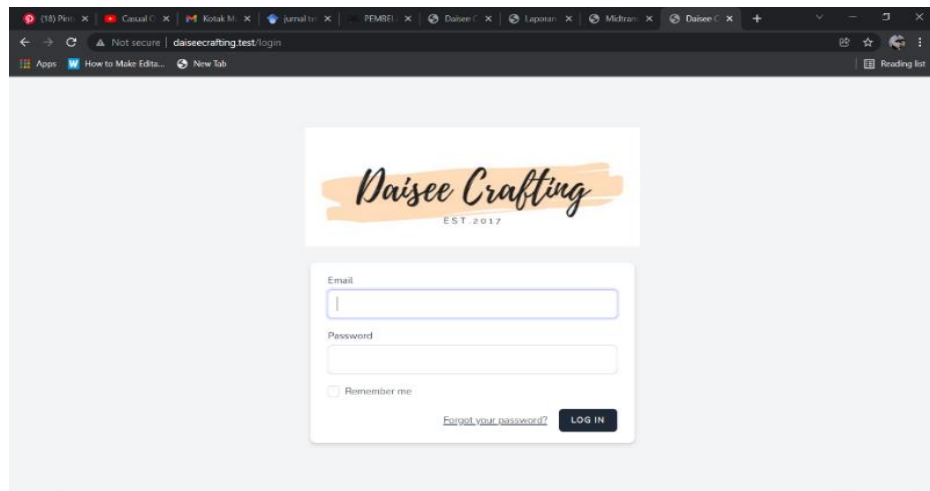 (18) Pin
Casual
Kotak M
jurnal
PEMBEL
Daisee C
Laporan
Midtran
Daisee C
Not secure | daiseecrafting.test/login
Apps
How to Make Edita...
New Tab
Reading list
Daisee Crafting
EST.2017
Email
Password
Remember me
Forgot your password?
LOG IN